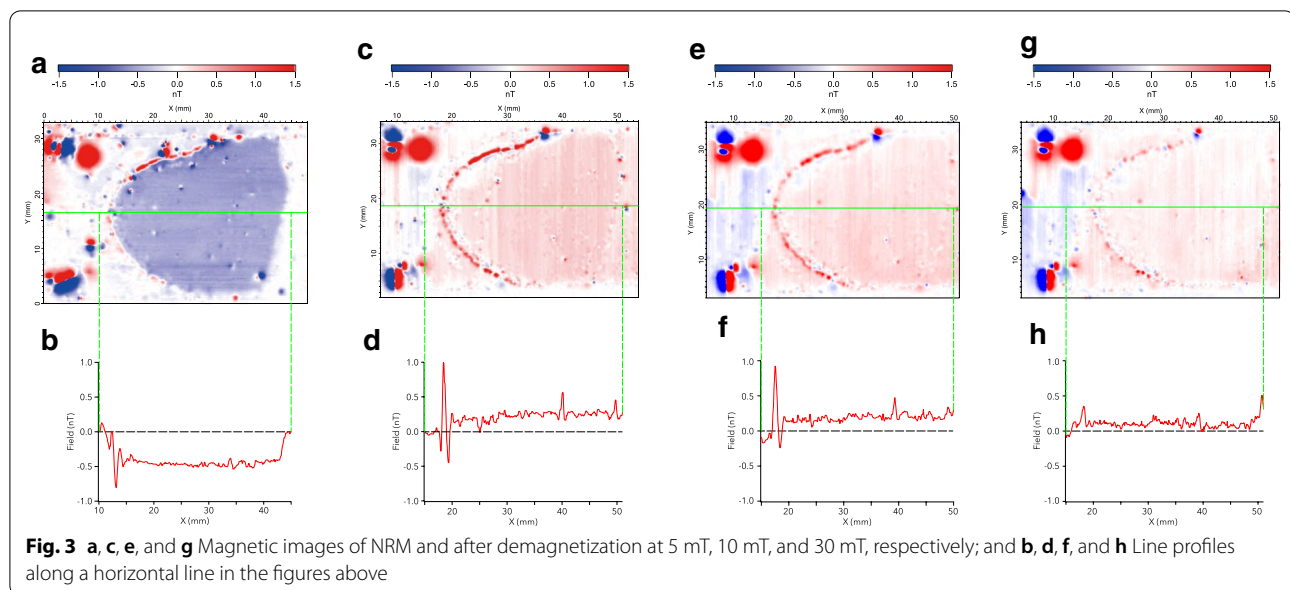 a
c
e
g
-1.5 -1.0 -0.5 0.0 0.5 1.0 1.5
nT
X (mm)
0 10 20 30 40
Y (mm)
0 10 20 30
-1.5 -1.0 -0.5 0.0 0.5 1.0 1.5
nT
X (mm)
10 20 30 40 50
Y (mm)
10 20 30
-1.5 -1.0 -0.5 0.0 0.5 1.0 1.5
nT
X (mm)
10 20 30 40 50
Y (mm)
10 20 30
-1.5 -1.0 -0.5 0.0 0.5 1.0 1.5
nT
X (mm)
10 20 30 40 50
Y (mm)
10 20 30
b
d
f
h
1.0
0.5
0.0
-0.5
-1.0
Field (nT)
10 20 30 40
X (mm)
1.0
0.5
0.0
-0.5
-1.0
Field (nT)
20 30 40 50
X (mm)
1.0
0.5
0.0
-0.5
-1.0
Field (nT)
20 30 40 50
X (mm)
1.0
0.5
0.0
-0.5
-1.0
Field (nT)
20 30 40 50
X (mm)
Fig. 3 a, c, e, and g Magnetic images of NRM and after demagnetization at 5 mT, 10 mT, and 30 mT, respectively; and b, d, f, and h Line profiles
along a horizontal line in the figures above